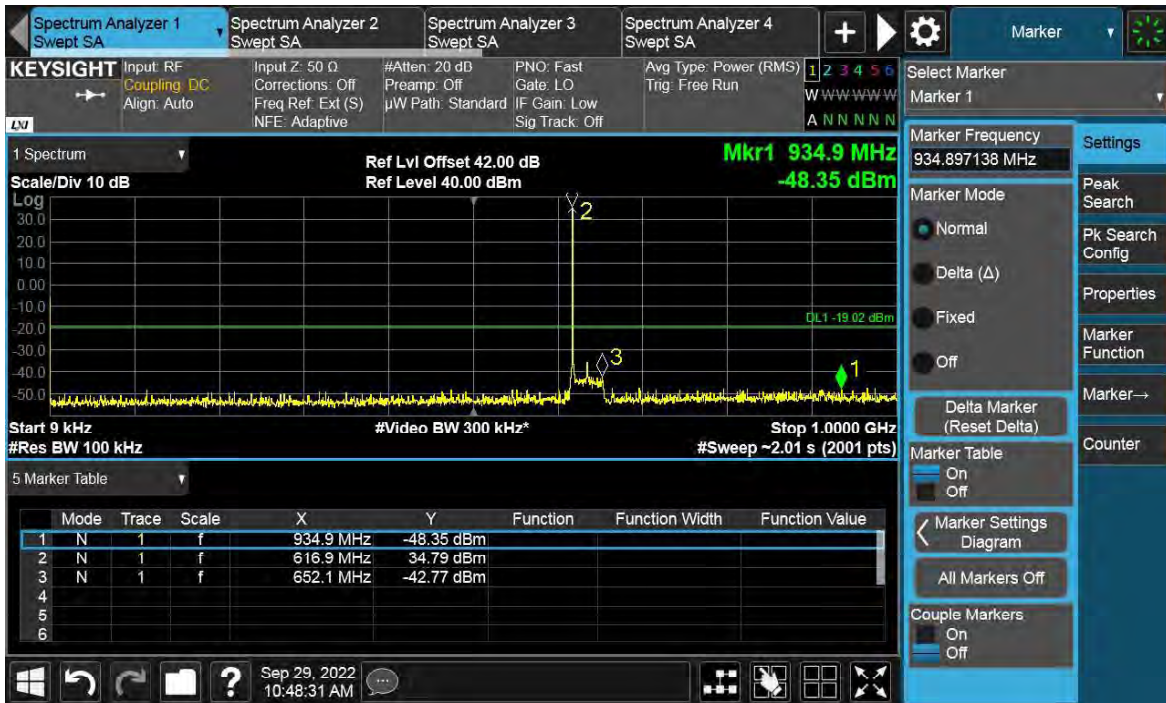 Spectrum Analyzer 1
Swept SA
Spectrum Analyzer 2
Swept SA
Spectrum Analyzer 3
Swept SA
Spectrum Analyzer 4
Swept SA
+
Marker
KEYSIGHT
LXI
Input: RF
Coupling: DC
Align: Auto
Input Z: 50 Ω
Corrections: Off
Freq Ref: Ext (S)
NFE: Adaptive
#Atten: 20 dB
Preamp: Off
µW Path: Standard
PNO: Fast
Gate: LO
IF Gain: Low
Sig Track: Off
Avg Type: Power (RMS)
Trig: Free Run
1 2 3 4 5 6
W W W W W W
A N N N N N
Select Marker
Marker 1
1 Spectrum
Scale/Div 10 dB
Ref Lvl Offset 42.00 dB
Ref Level 40.00 dBm
Mkr1 934.9 MHz
-48.35 dBm
Log
30.0
20.0
10.0
0.00
-10.0
-20.0
-30.0
-40.0
-50.0
2
DL1 -19.02 dBm
3
1
Start 9 kHz
#Video BW 300 kHz*
Stop 1.0000 GHz
#Res BW 100 kHz
#Sweep ~2.01 s (2001 pts)
5 Marker Table
Mode Trace Scale X Y Function Function Width Function Value
1 N 1 f 934.9 MHz -48.35 dBm
2 N 1 f 616.9 MHz 34.79 dBm
3 N 1 f 652.1 MHz -42.77 dBm
4
5
6
Marker Frequency
934.897138 MHz
Marker Mode
Normal
Delta (Δ)
Fixed
Off
Delta Marker
(Reset Delta)
Marker Table
On
Off
Marker Settings
Diagram
All Markers Off
Couple Markers
On
Off
Settings
Peak
Search
Pk Search
Config
Properties
Marker
Function
Marker→
Counter
?
Sep 29, 2022
10:48:31 AM